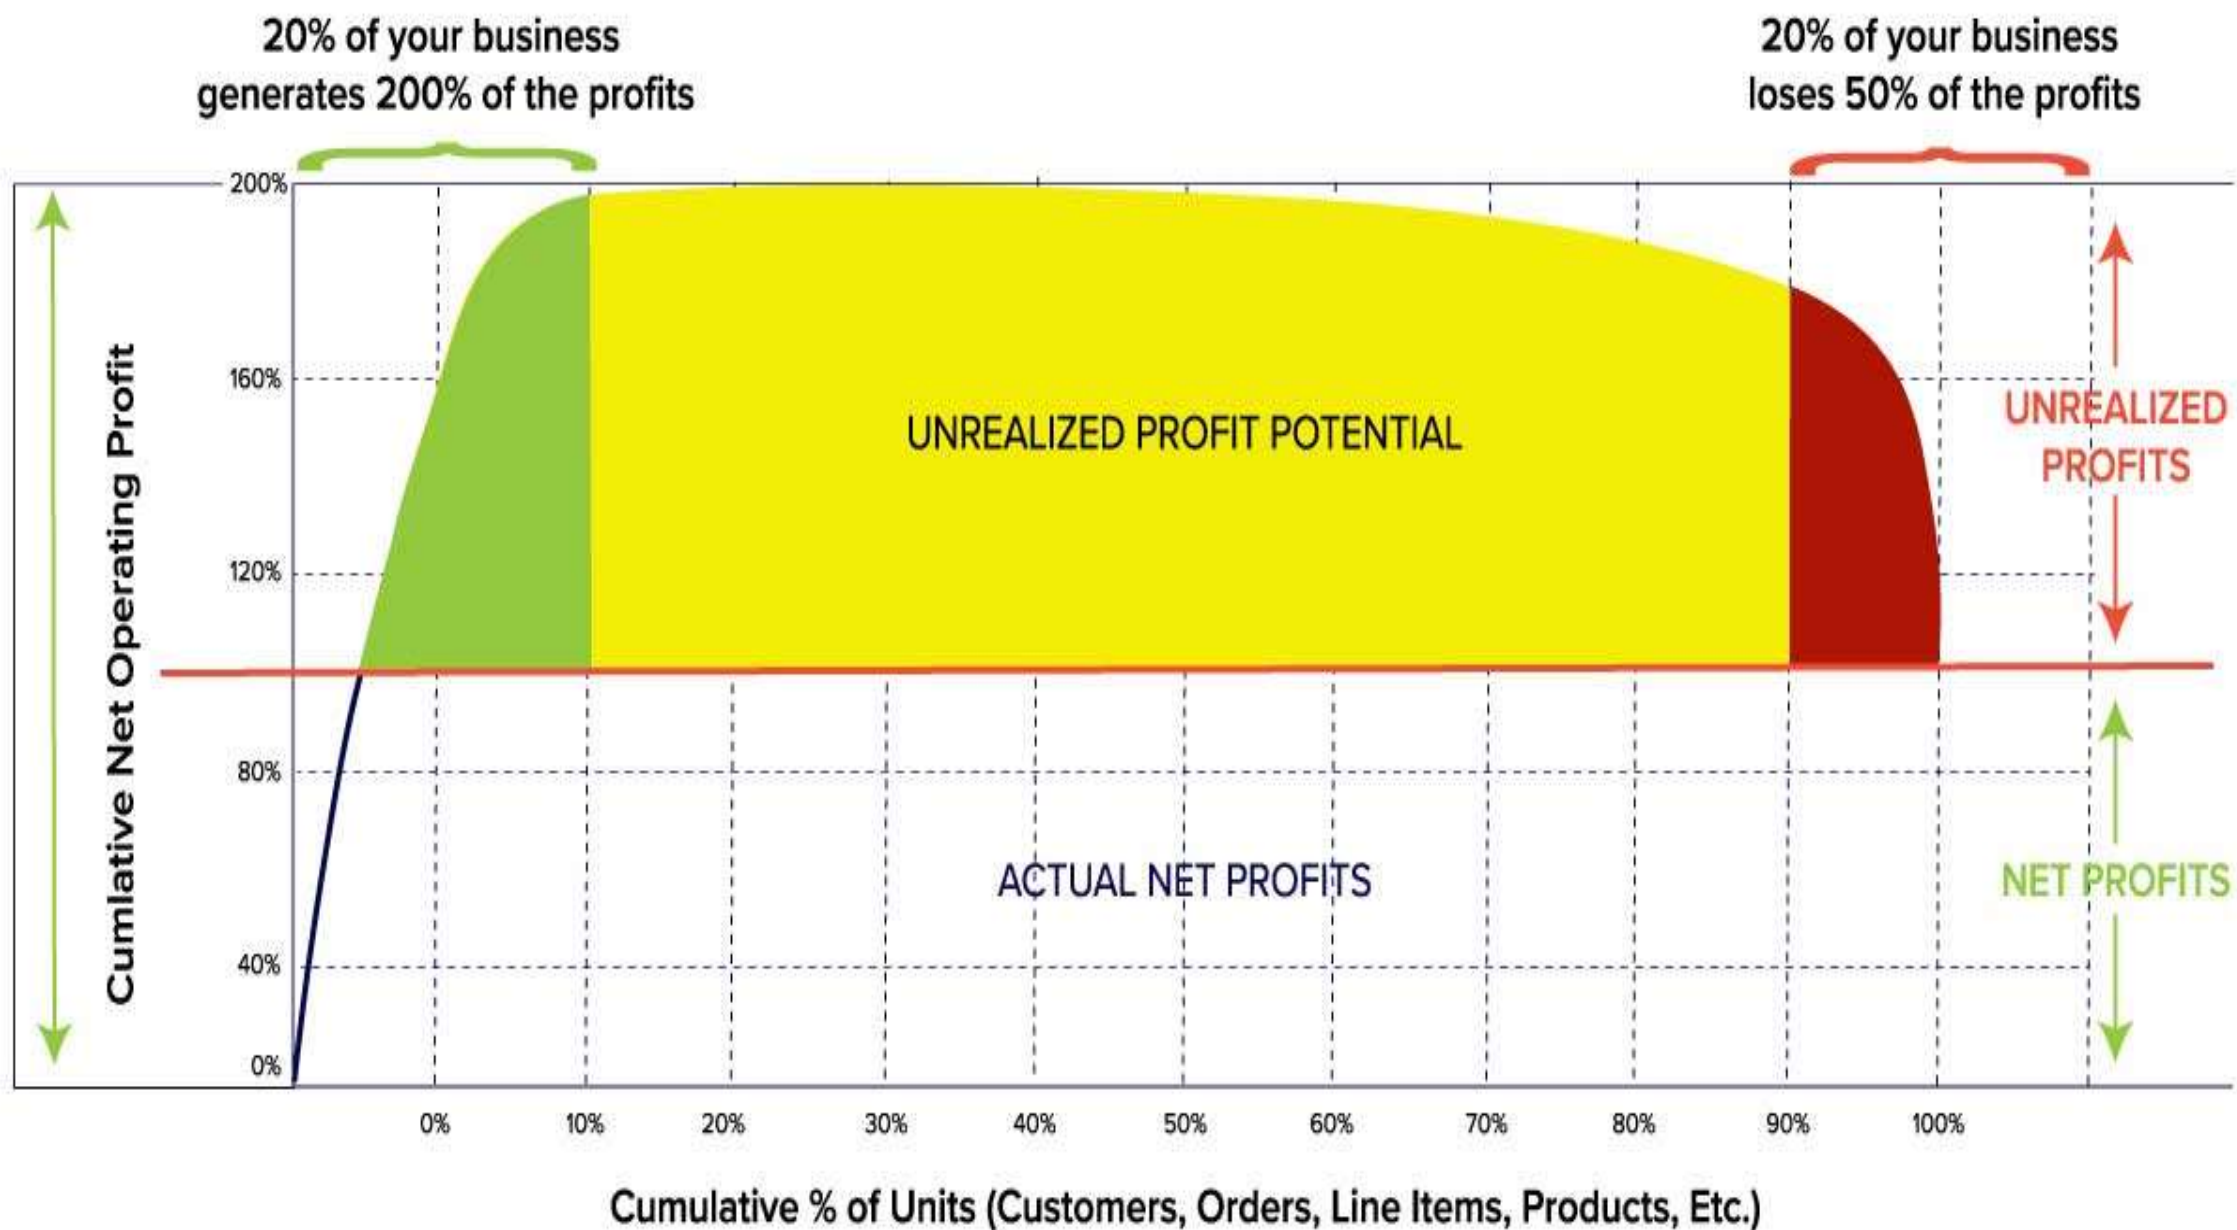 20% of your business
generates 200% of the profits
20% of your business
loses 50% of the profits
Cumlative Net Operating Profit
200%
160%
120%
80%
40%
0%
UNREALIZED PROFIT POTENTIAL
UNREALIZED
PROFITS
ACTUAL NET PROFITS
NET PROFITS
0% 10% 20% 30% 40% 50% 60% 70% 80% 90% 100%
Cumulative % of Units (Customers, Orders, Line Items, Products, Etc.)